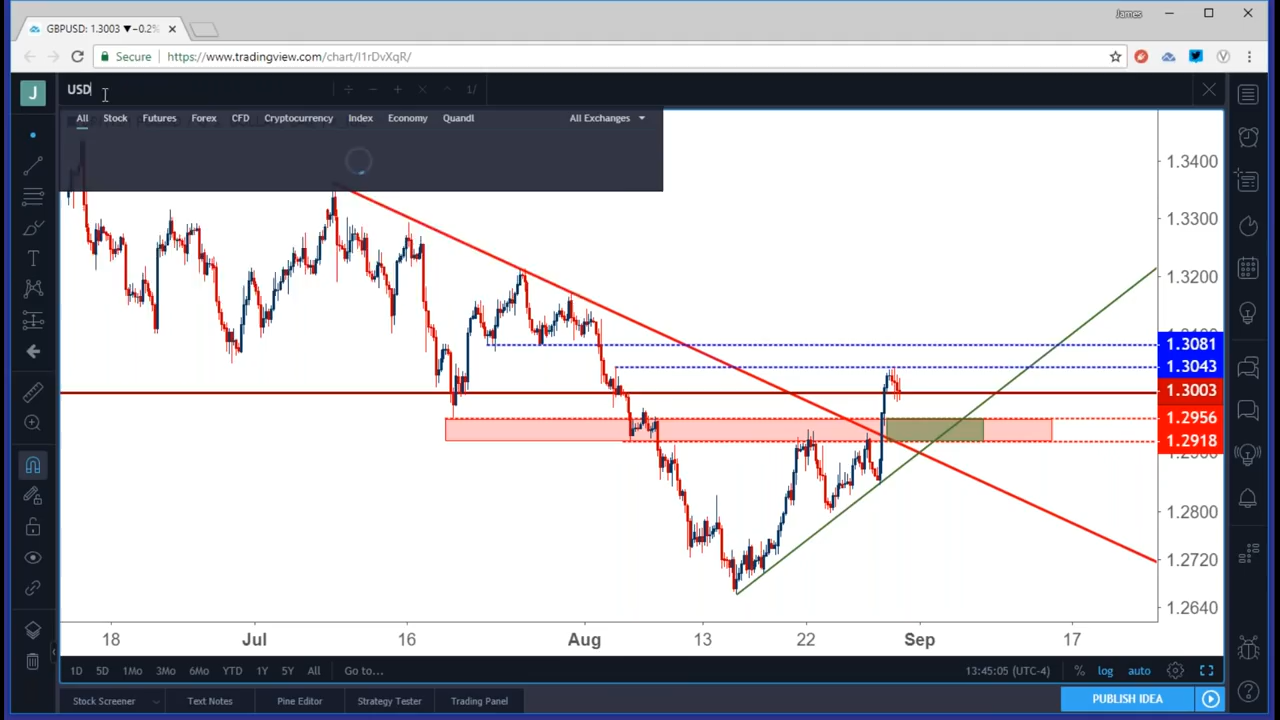 James
GBPUSD: 1.3003 ▼−0.2%
Secure
https://www.tradingview.com/chart/I1rDvXqR/
J
USD
÷ − + × ^ 1/
All Stock Futures Forex CFD Cryptocurrency Index Economy Quandl All Exchanges
1.3400
1.3300
1.3200
1.3081
1.3043
1.3003
1.2956
1.2918
1.2800
1.2720
1.2640
18 Jul 16 Aug 13 22 Sep 17
1D 5D 1Mo 3Mo 6Mo YTD 1Y 5Y All Go to... 13:45:05 (UTC-4) % log auto
Stock Screener Text Notes Pine Editor Strategy Tester Trading Panel PUBLISH IDEA